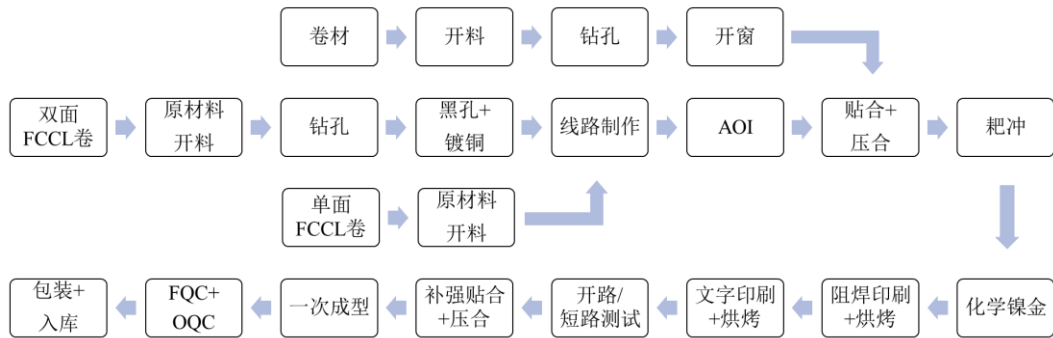 卷材
开料
钻孔
开窗
双面
FCCL卷
原材料
开料
钻孔
黑孔+
镀铜
线路制作
AOI
贴合+
压合
耙冲
单面
FCCL卷
原材料
开料
包装+
入库
FQC+
OQC
一次成型
补强贴合
+压合
开路/
短路测试
文字印刷
+烘烤
阻焊印刷
+烘烤
化学镍金